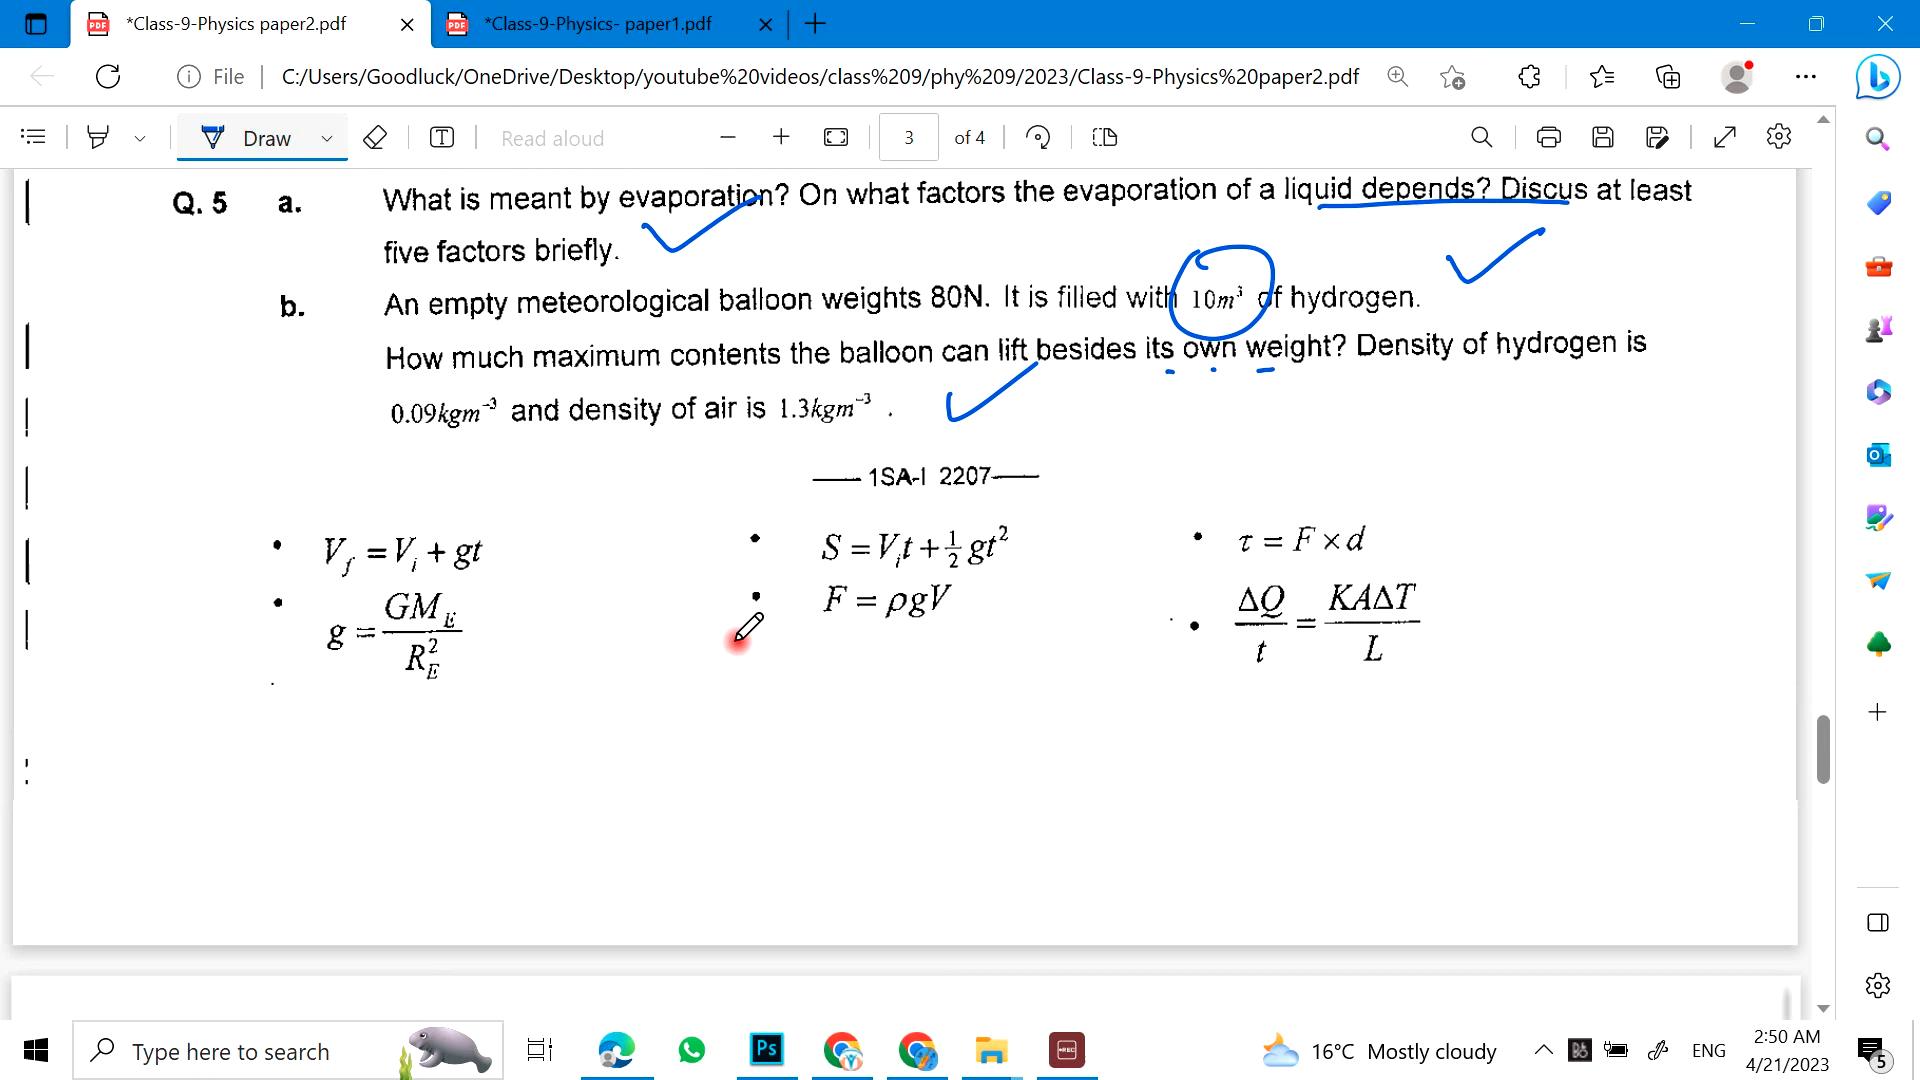 *Class-9-Physics paper2.pdf
*Class-9-Physics- paper1.pdf
File
C:/Users/Goodluck/OneDrive/Desktop/youtube%20videos/class%209/phy%209/2023/Class-9-Physics%20paper2.pdf
Draw
Read aloud
3 of 4
Q. 5 a. What is meant by evaporation? On what factors the evaporation of a liquid depends? Discus at least
five factors briefly.
b. An empty meteorological balloon weights 80N. It is filled with 10m³ of hydrogen.
How much maximum contents the balloon can lift besides its own weight? Density of hydrogen is
0.09kgm⁻³ and density of air is 1.3kgm⁻³ .
—— 1SA-I 2207——
• V_f = V_i + gt • S = V_i t + ½ gt² • τ = F × d
• g = GM_E / R_E² • F = ρgV • ΔQ / t = KAΔT / L
Type here to search
Ps
REC
16°C Mostly cloudy
ENG
2:50 AM
4/21/2023
5